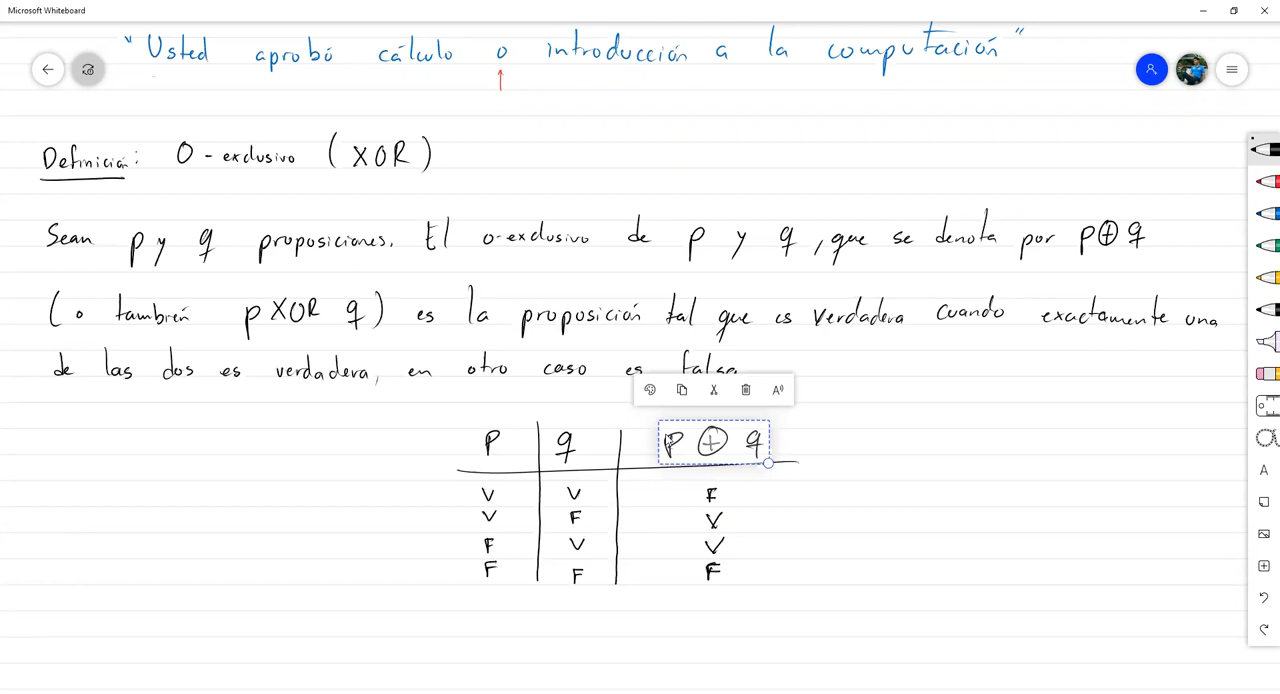 Microsoft Whiteboard
"Usted aprobó cálculo o introducción a la computación"
Definición: O-exclusivo (XOR)
Sean p y q proposiciones. El o-exclusivo de p y q, que se denota por p⊕q
(o también p XOR q) es la proposición tal que es verdadera cuando exactamente una
de las dos es verdadera, en otro caso es falsa
p q p ⊕ q
V V F
V F V
F V V
F F F